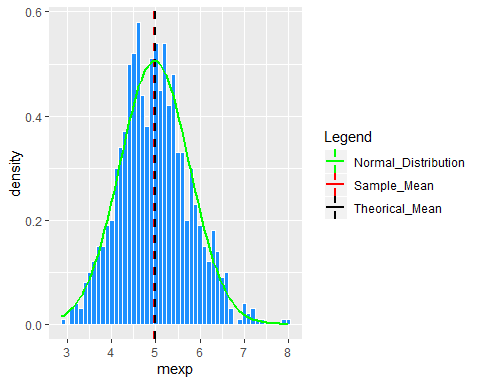 0.6
0.4
0.2
0.0
density
3 4 5 6 7 8
mexp
Legend
Normal_Distribution
Sample_Mean
Theorical_Mean